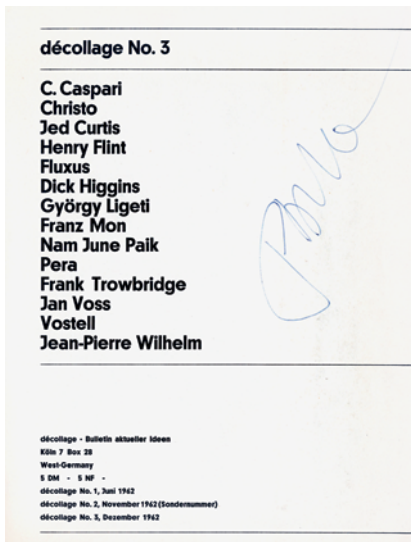 décollage No. 3
C. Caspari
Christo
Jed Curtis
Henry Flint
Fluxus
Dick Higgins
György Ligeti
Franz Mon
Nam June Paik
Pera
Frank Trowbridge
Jan Voss
Vostell
Jean-Pierre Wilhelm
décollage - Bulletin aktueller Ideen
Köln 7 Box 28
West-Germany
5 DM - 5 NF -
décollage No. 1, Juni 1962
décollage No. 2, November 1962 (Sondernummer)
décollage No. 3, Dezember 1962